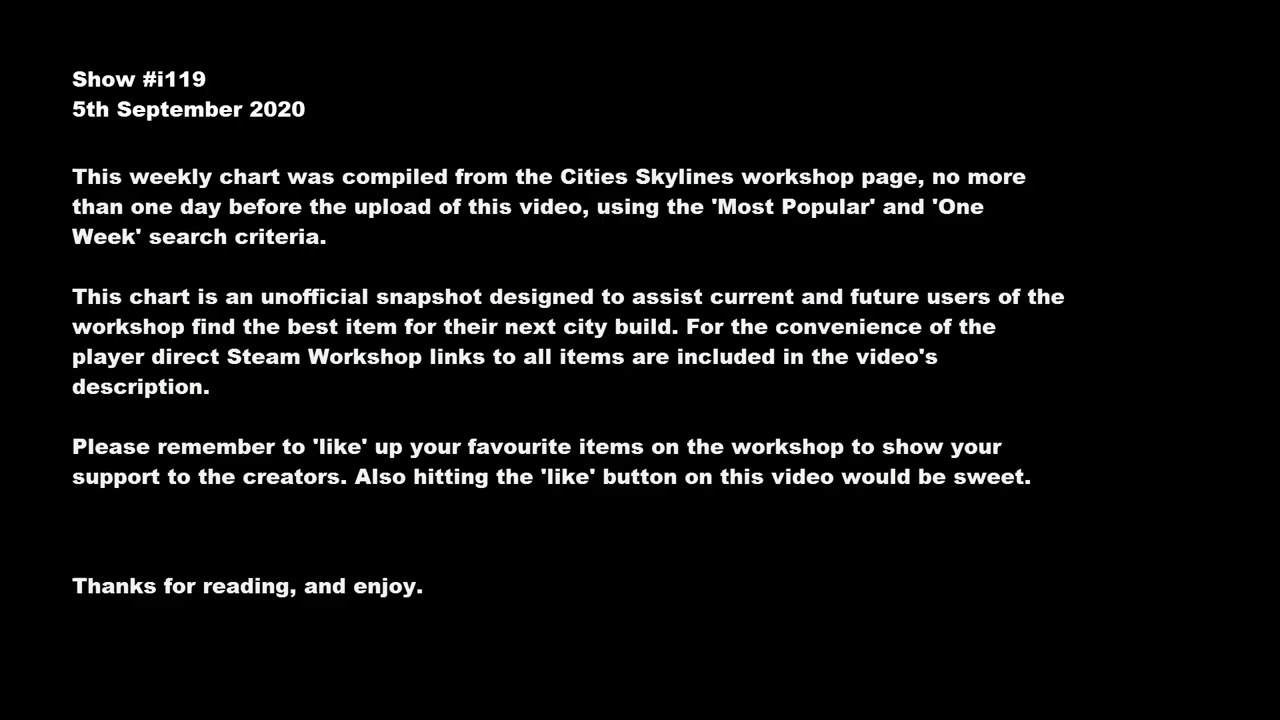 Show #i119
5th September 2020
This weekly chart was compiled from the Cities Skylines workshop page, no more
than one day before the upload of this video, using the 'Most Popular' and 'One
Week' search criteria.
This chart is an unofficial snapshot designed to assist current and future users of the
workshop find the best item for their next city build. For the convenience of the
player direct Steam Workshop links to all items are included in the video's
description.
Please remember to 'like' up your favourite items on the workshop to show your
support to the creators. Also hitting the 'like' button on this video would be sweet.
Thanks for reading, and enjoy.